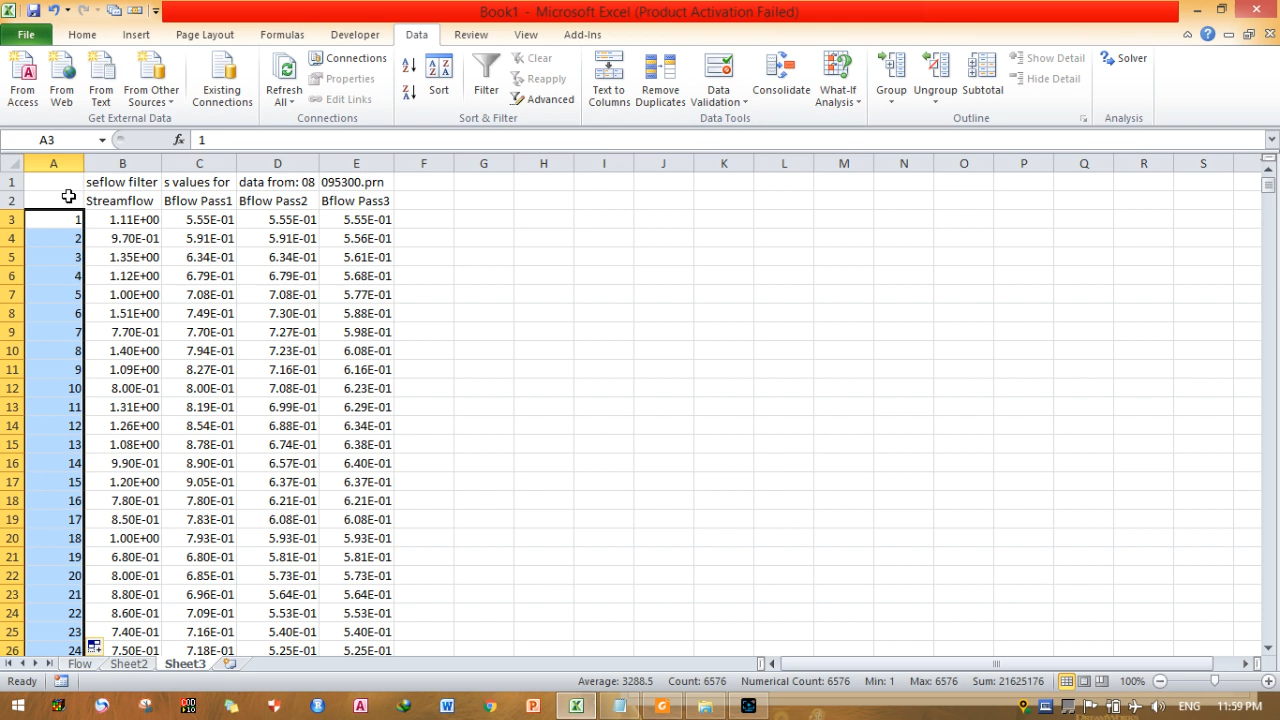 Book1 - Microsoft Excel (Product Activation Failed)
File Home Insert Page Layout Formulas Developer Data Review View Add-Ins
From Access
From Web
From Text
From Other Sources
Existing Connections
Get External Data
Refresh All
Connections
Properties
Edit Links
Connections
Sort
Filter
Clear
Reapply
Advanced
Sort & Filter
Text to Columns
Remove Duplicates
Data Validation
Consolidate
What-If Analysis
Data Tools
Group
Ungroup
Subtotal
Show Detail
Hide Detail
Outline
Solver
Analysis
A3 fx 1
A B C D E F G H I J K L M N O P Q R S
1 seflow filter s values for data from: 08 095300.prn
2 Streamflow Bflow Pass1 Bflow Pass2 Bflow Pass3
3 1 1.11E+00 5.55E-01 5.55E-01 5.55E-01
4 2 9.70E-01 5.91E-01 5.91E-01 5.56E-01
5 3 1.35E+00 6.34E-01 6.34E-01 5.61E-01
6 4 1.12E+00 6.79E-01 6.79E-01 5.68E-01
7 5 1.00E+00 7.08E-01 7.08E-01 5.77E-01
8 6 1.51E+00 7.49E-01 7.30E-01 5.88E-01
9 7 7.70E-01 7.70E-01 7.27E-01 5.98E-01
10 8 1.40E+00 7.94E-01 7.23E-01 6.08E-01
11 9 1.09E+00 8.27E-01 7.16E-01 6.16E-01
12 10 8.00E-01 8.00E-01 7.08E-01 6.23E-01
13 11 1.31E+00 8.19E-01 6.99E-01 6.29E-01
14 12 1.26E+00 8.54E-01 6.88E-01 6.34E-01
15 13 1.08E+00 8.78E-01 6.74E-01 6.38E-01
16 14 9.90E-01 8.90E-01 6.57E-01 6.40E-01
17 15 1.20E+00 9.05E-01 6.37E-01 6.37E-01
18 16 7.80E-01 7.80E-01 6.21E-01 6.21E-01
19 17 8.50E-01 7.83E-01 6.08E-01 6.08E-01
20 18 1.00E+00 7.93E-01 5.93E-01 5.93E-01
21 19 6.80E-01 6.80E-01 5.81E-01 5.81E-01
22 20 8.00E-01 6.85E-01 5.73E-01 5.73E-01
23 21 8.80E-01 6.96E-01 5.64E-01 5.64E-01
24 22 8.60E-01 7.09E-01 5.53E-01 5.53E-01
25 23 7.40E-01 7.16E-01 5.40E-01 5.40E-01
26 24 7.50E-01 7.18E-01 5.25E-01 5.25E-01
Flow Sheet2 Sheet3
Ready Average: 3288.5 Count: 6576 Numerical Count: 6576 Min: 1 Max: 6576 Sum: 21625176 100%
ENG 11:59 PM